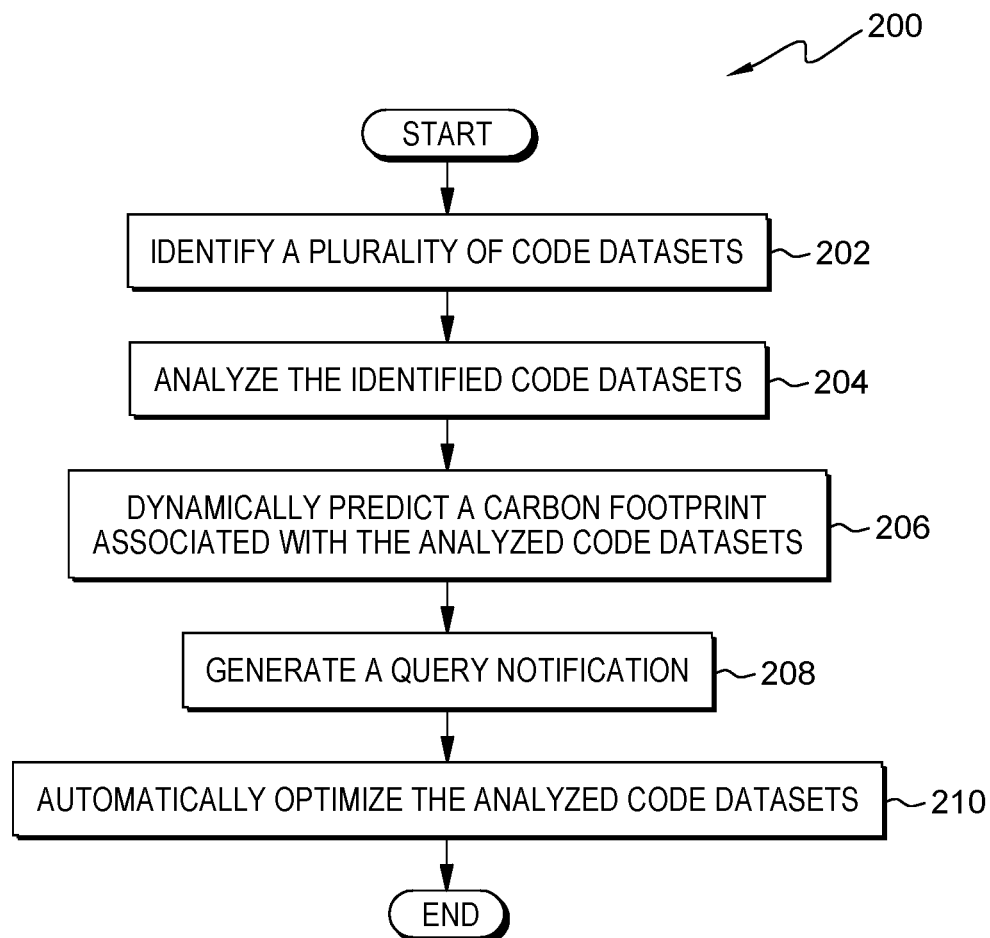 200
START
IDENTIFY A PLURALITY OF CODE DATASETS
202
ANALYZE THE IDENTIFIED CODE DATASETS
204
DYNAMICALLY PREDICT A CARBON FOOTPRINT
ASSOCIATED WITH THE ANALYZED CODE DATASETS
206
GENERATE A QUERY NOTIFICATION
208
AUTOMATICALLY OPTIMIZE THE ANALYZED CODE DATASETS
210
END